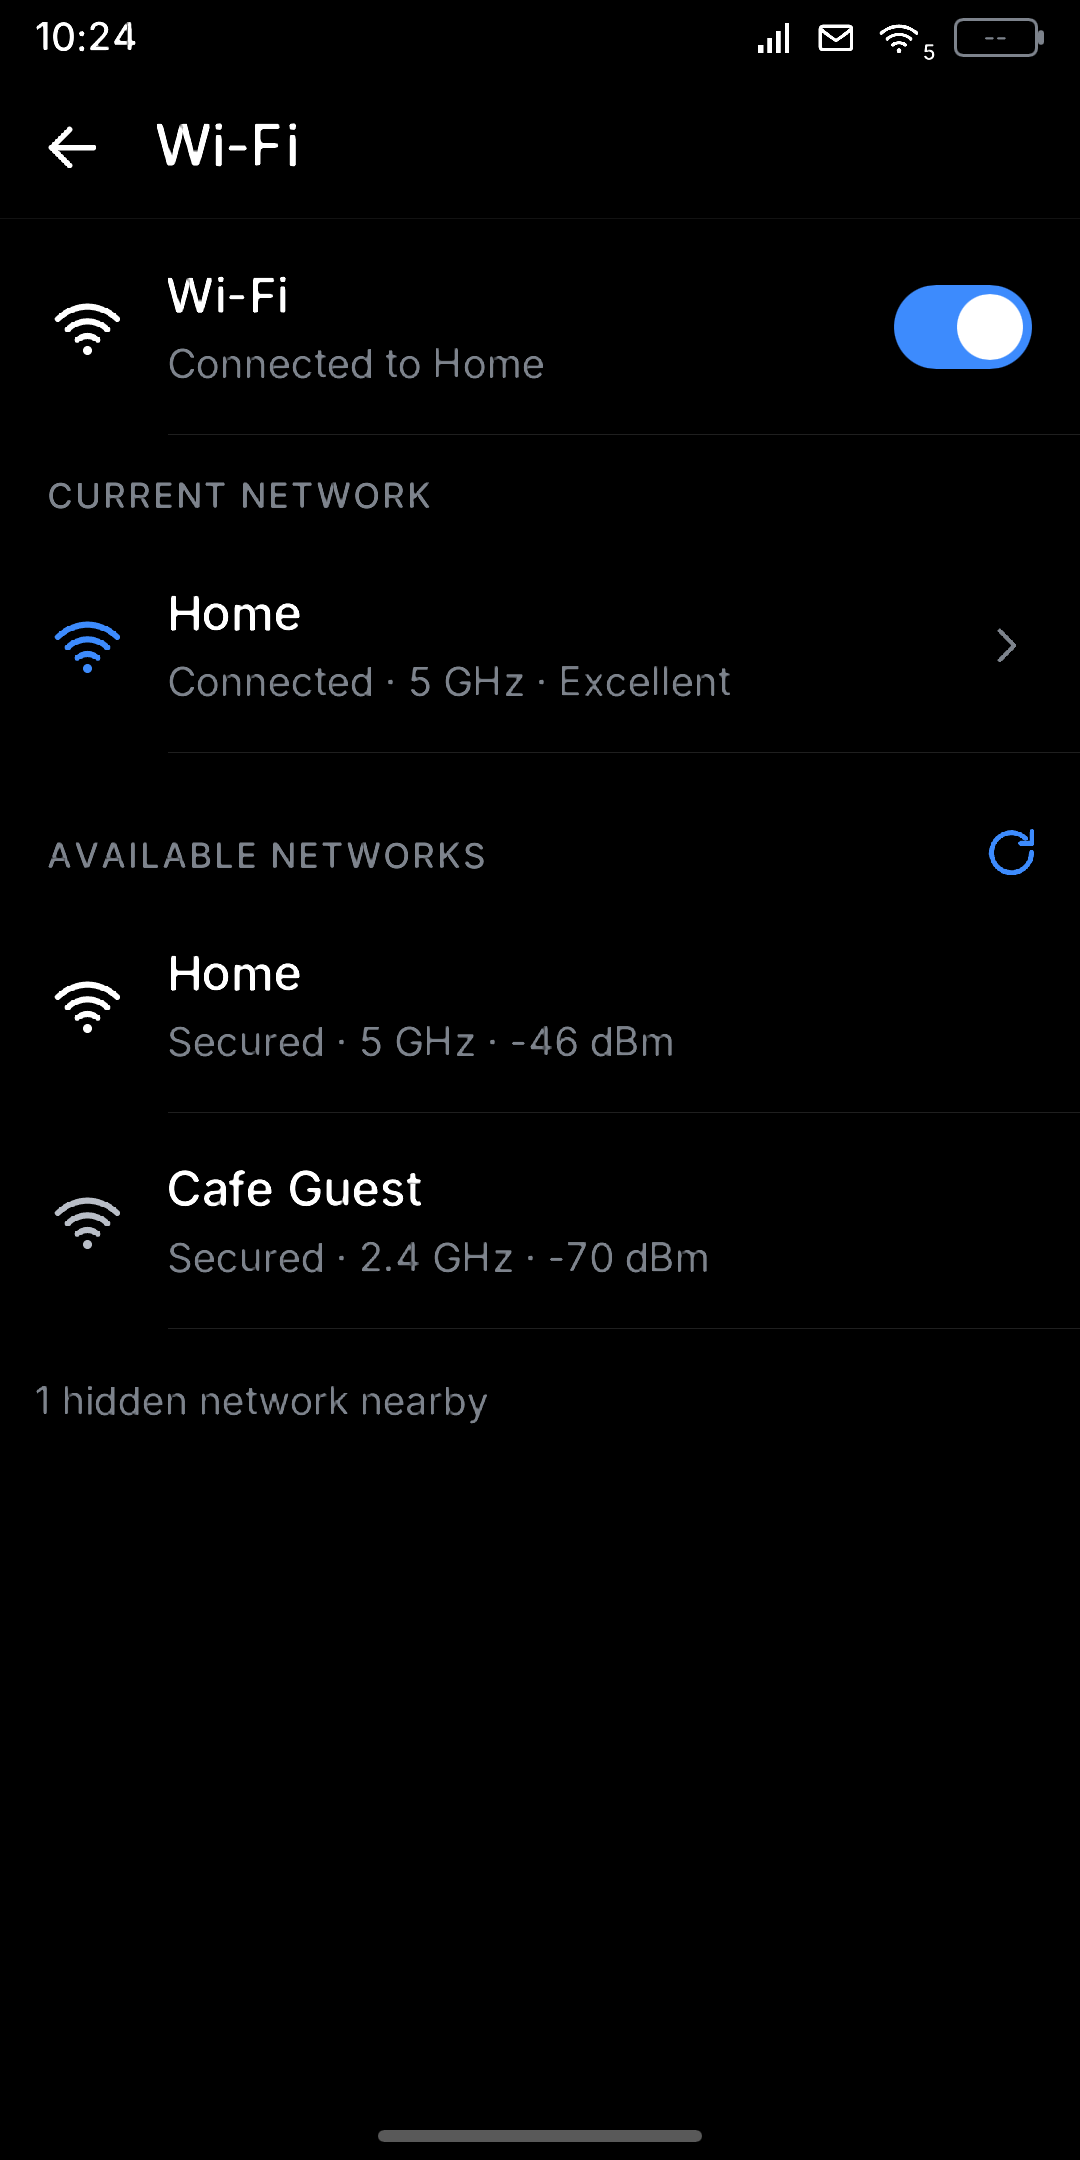 10:24
5
--
Wi-Fi
Wi-Fi
Connected to Home
CURRENT NETWORK
Home
Connected · 5 GHz · Excellent
AVAILABLE NETWORKS
Home
Secured · 5 GHz · -46 dBm
Cafe Guest
Secured · 2.4 GHz · -70 dBm
1 hidden network nearby